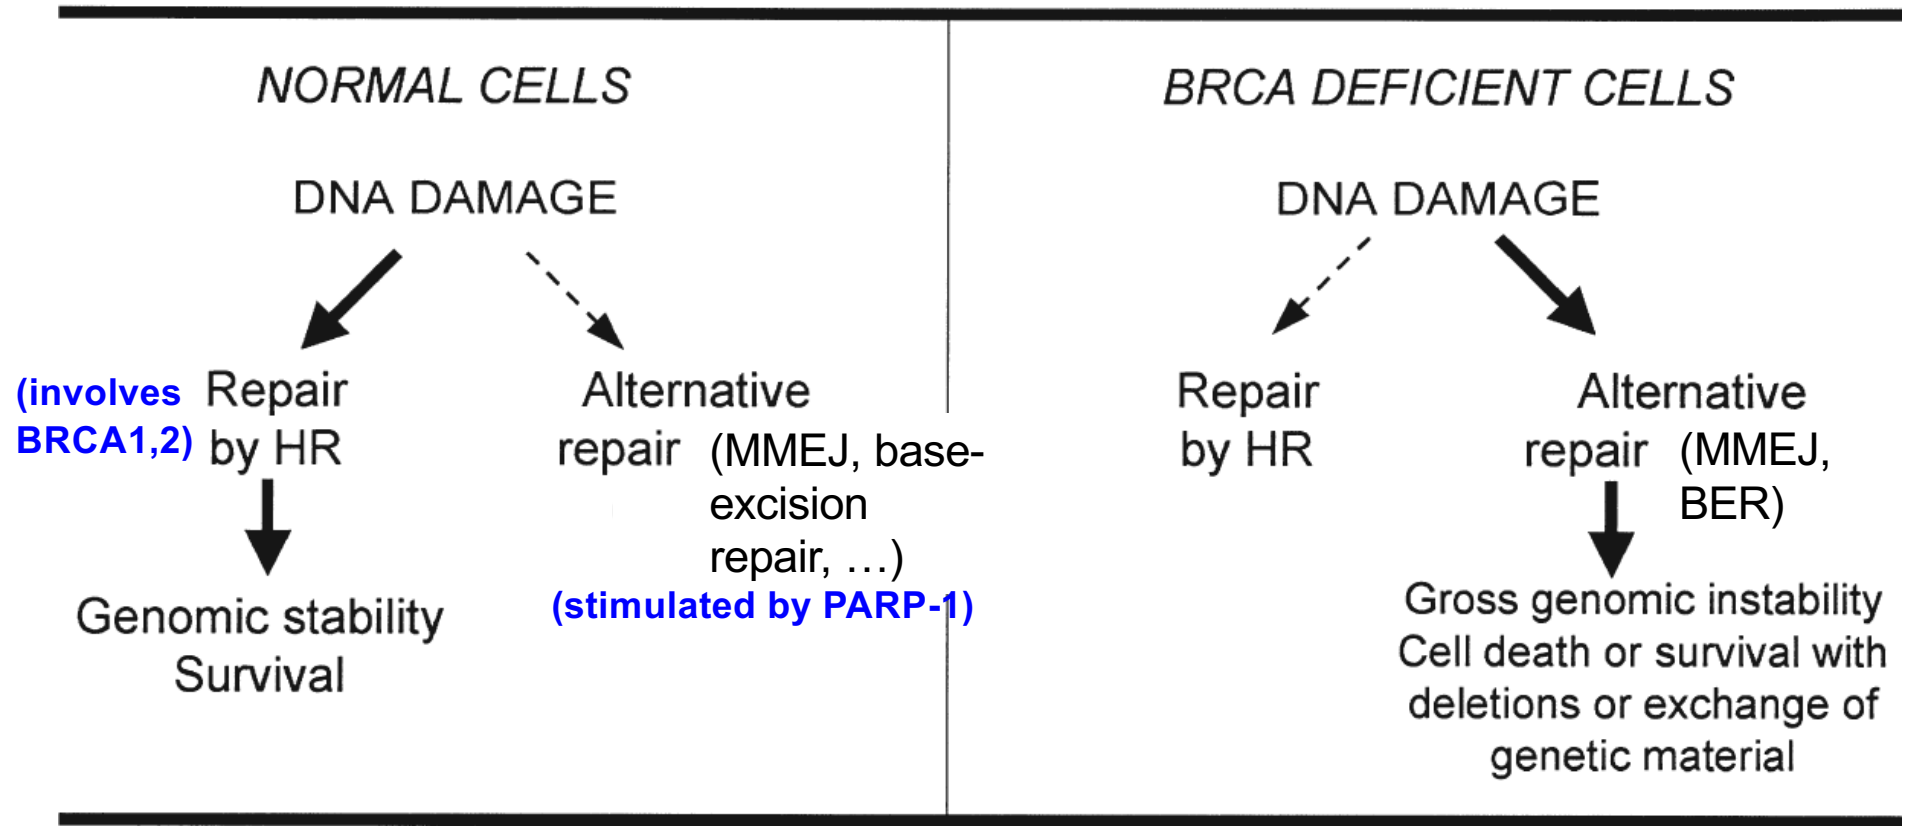 NORMAL CELLS
DNA DAMAGE
(involves
BRCA1,2)
Repair
by HR
Alternative
repair (MMEJ, base-
excision
repair, …)
(stimulated by PARP-1)
Genomic stability
Survival
BRCA DEFICIENT CELLS
DNA DAMAGE
Repair
by HR
Alternative
repair (MMEJ,
BER)
Gross genomic instability
Cell death or survival with
deletions or exchange of
genetic material